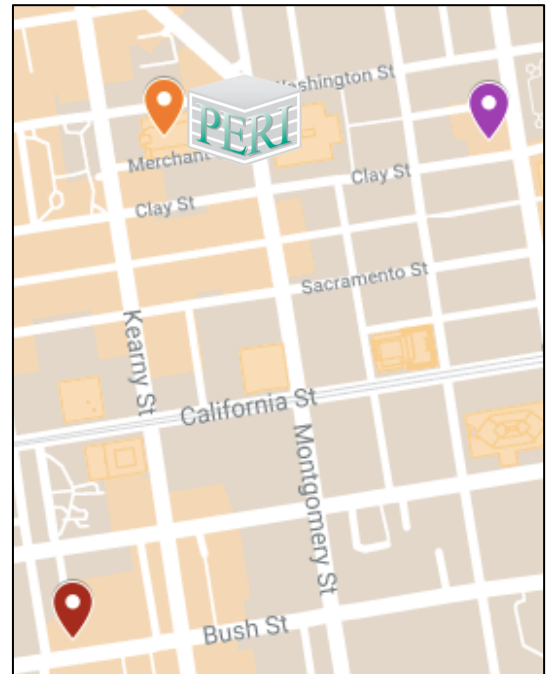 Washington St
PERI
Merchant
Clay St
Clay St
Sacramento St
Kearny St
California St
Montgomery St
Bush St